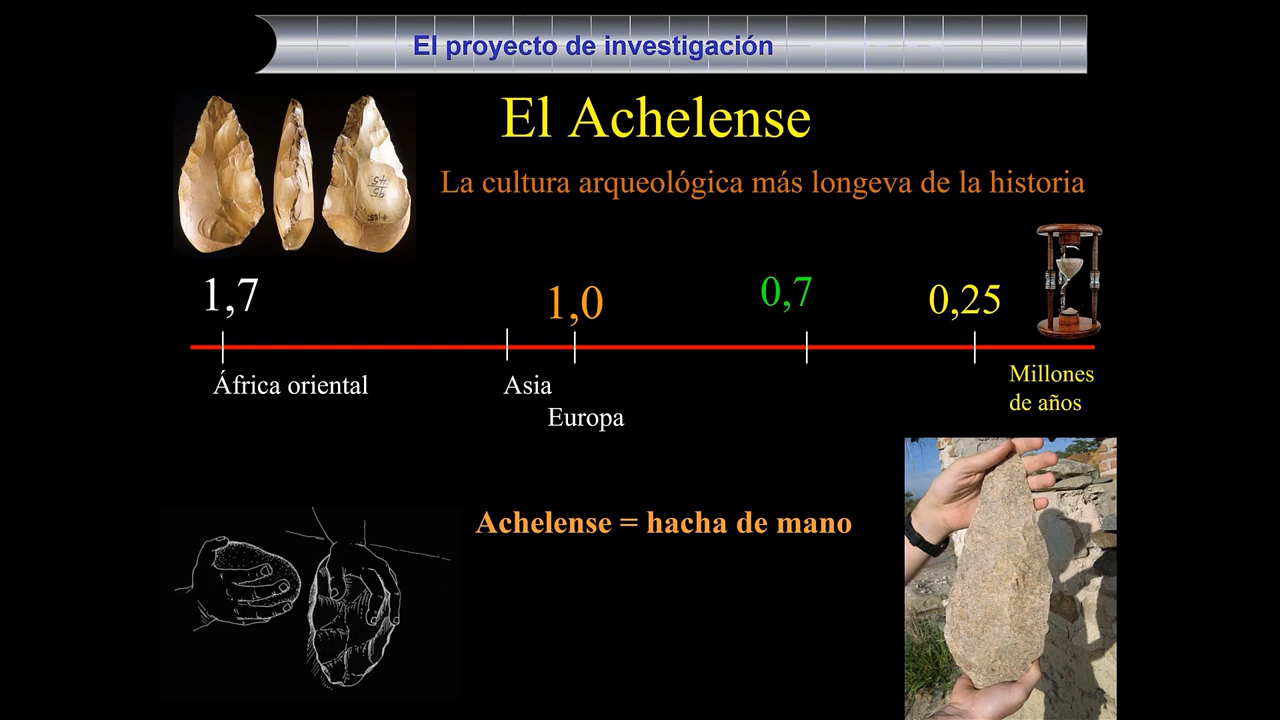 El proyecto de investigación
El Achelense
La cultura arqueológica más longeva de la historia
1,7
1,0
0,7
0,25
África oriental
Asia
Europa
Millones
de años
Achelense = hacha de mano